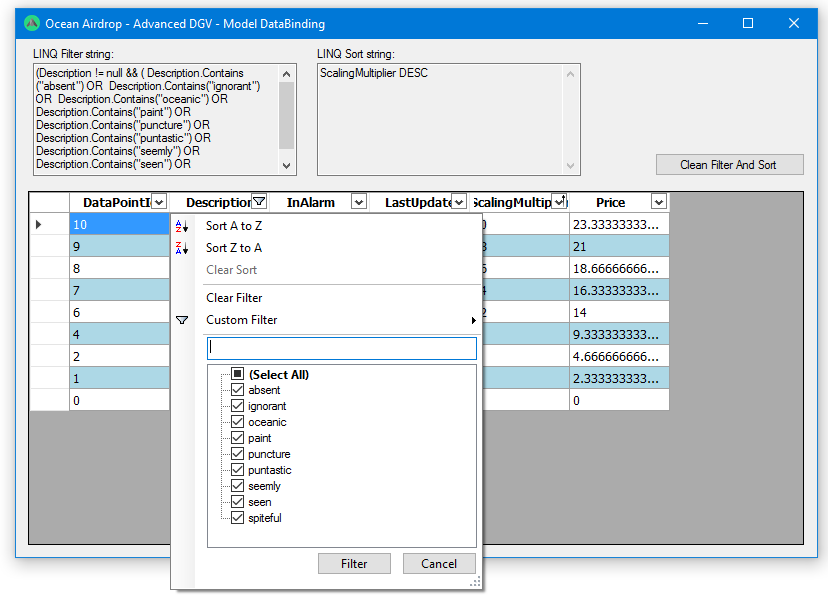 Ocean Airdrop - Advanced DGV - Model DataBinding
LINQ Filter string:
(Description != null && ( Description.Contains
("absent") OR  Description.Contains("ignorant")
OR  Description.Contains("oceanic") OR
Description.Contains("paint") OR
Description.Contains("puncture") OR
Description.Contains("puntastic") OR
Description.Contains("seemly") OR
Description.Contains("seen") OR
LINQ Sort string:
ScalingMultiplier DESC
Clean Filter And Sort
DataPointI Description InAlarm LastUpdate ScalingMultip Price
10 23.33333333...
9 21
8 18.66666666...
7 16.33333333...
6 14
4 9.333333333...
2 4.666666666...
1 2.333333333...
0 0
Sort A to Z
Sort Z to A
Clear Sort
Clear Filter
Custom Filter
(Select All)
absent
ignorant
oceanic
paint
puncture
puntastic
seemly
seen
spiteful
Filter Cancel